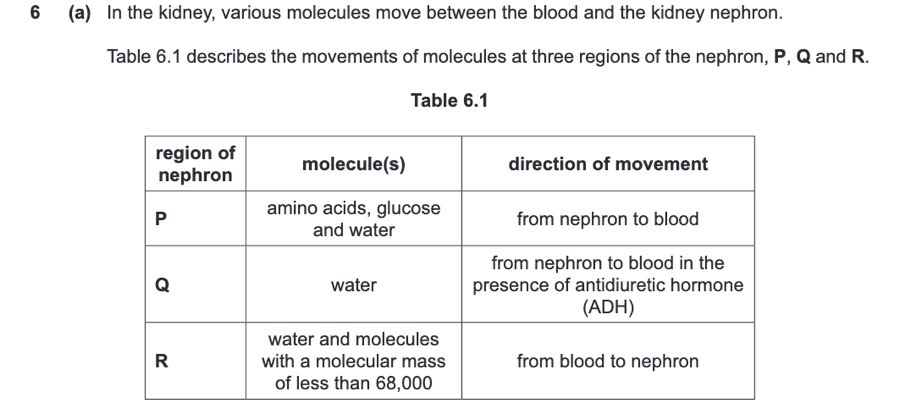 6 (a) In the kidney, various molecules move between the blood and the kidney nephron.
Table 6.1 describes the movements of molecules at three regions of the nephron, P, Q and R.
Table 6.1
region of
nephron
molecule(s)
direction of movement
P
amino acids, glucose
and water
from nephron to blood
Q
water
from nephron to blood in the
presence of antidiuretic hormone
(ADH)
R
water and molecules
with a molecular mass
of less than 68,000
from blood to nephron